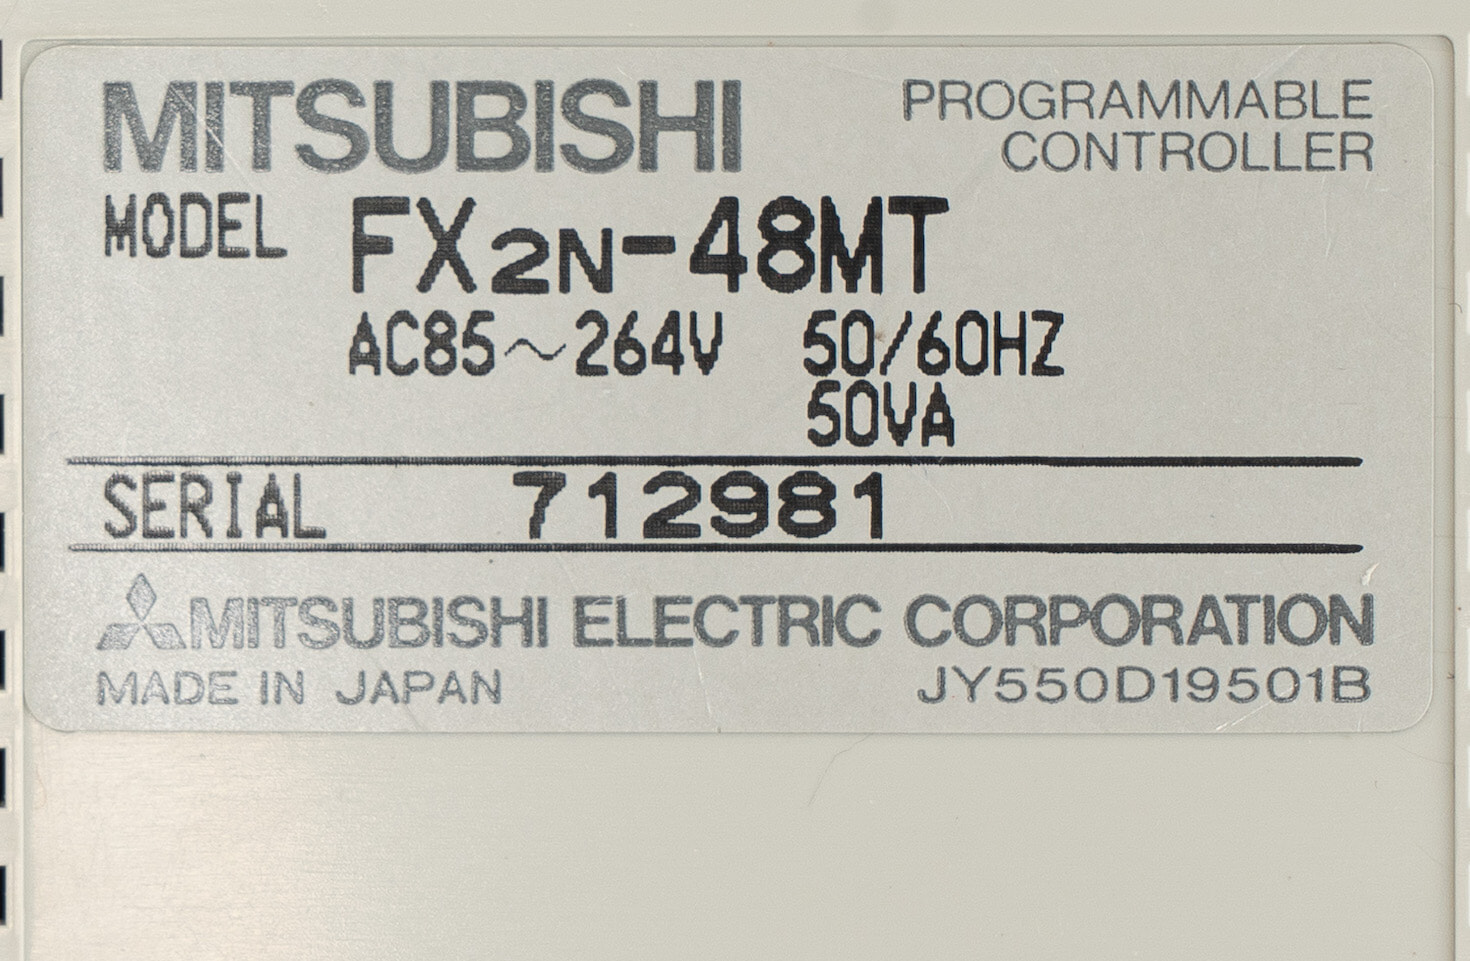 MITSUBISHI
PROGRAMMABLE
CONTROLLER
MODEL FX2N-48MT
AC85~264V 50/60HZ
50VA
SERIAL 712981
MITSUBISHI ELECTRIC CORPORATION
MADE IN JAPAN JY550D19501B